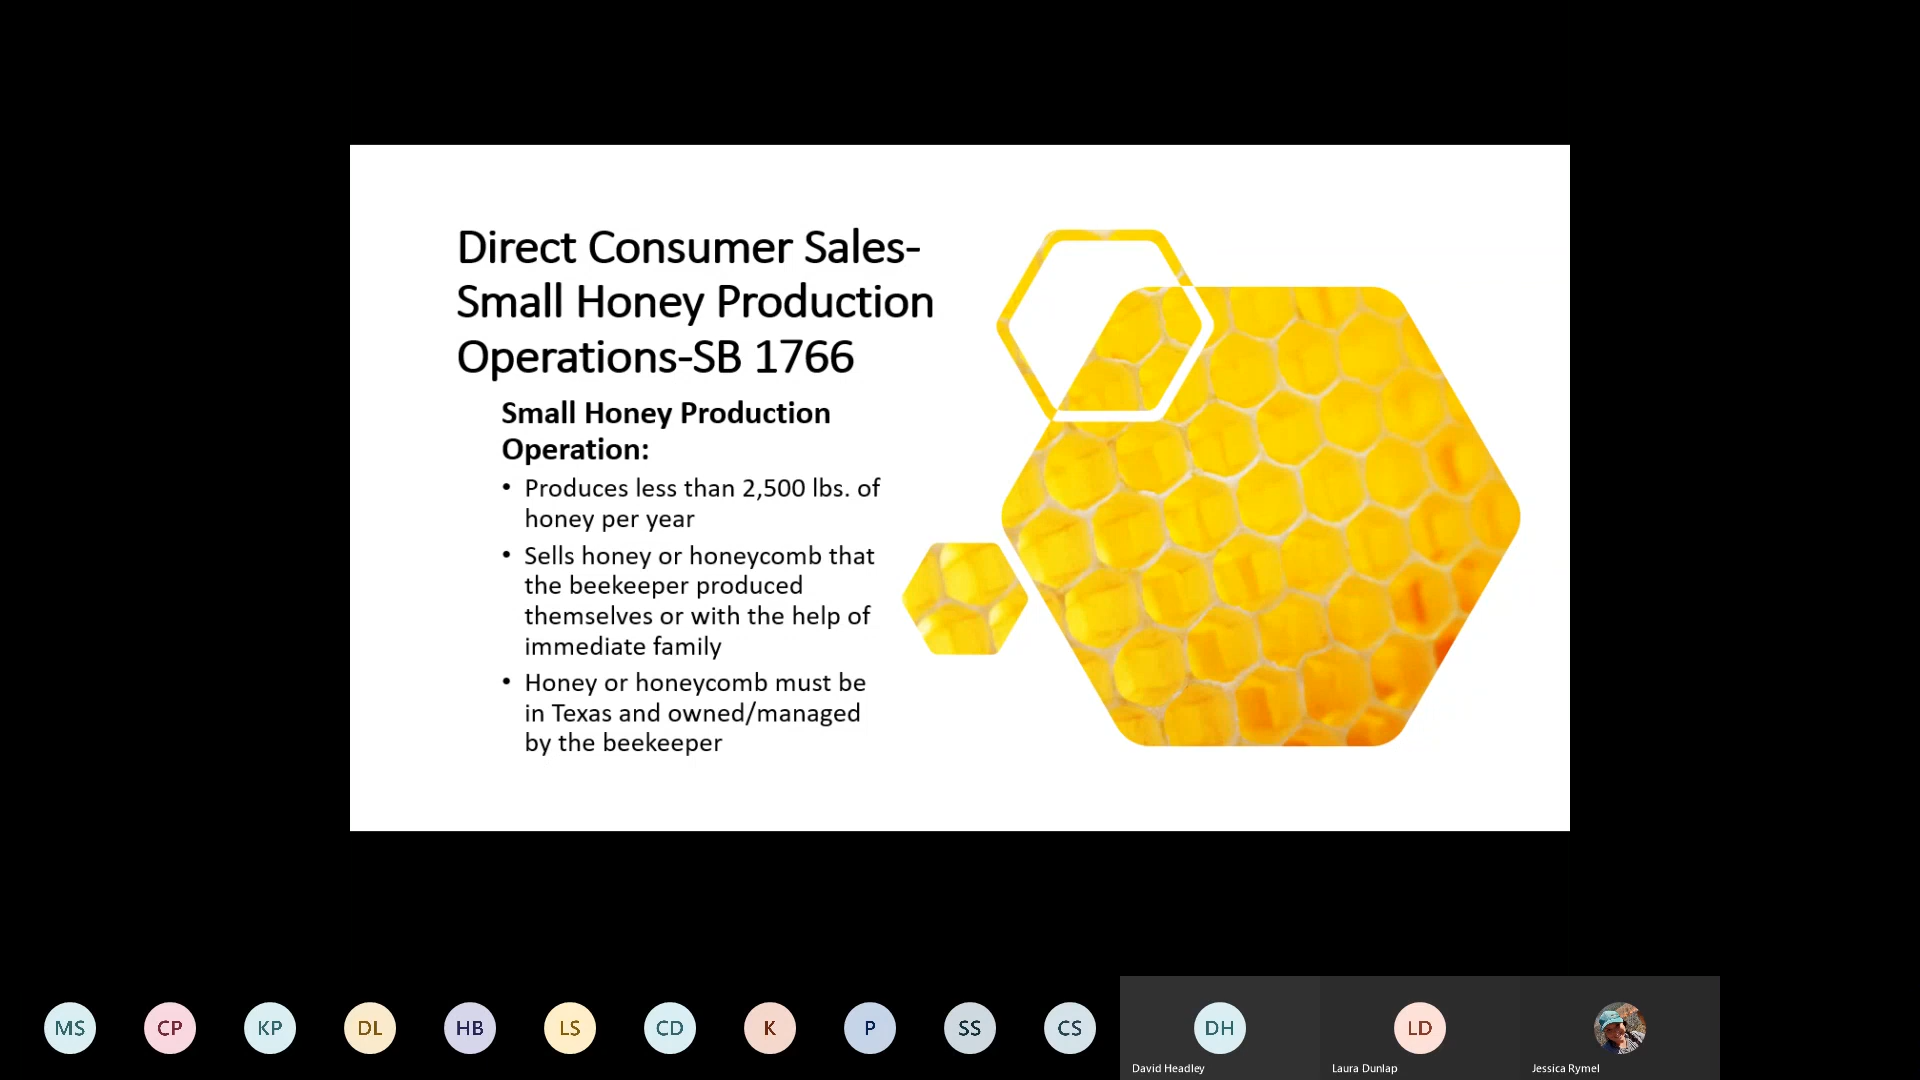 Direct Consumer Sales-
Small Honey Production
Operations-SB 1766
Small Honey Production
Operation:
• Produces less than 2,500 lbs. of
honey per year
• Sells honey or honeycomb that
the beekeeper produced
themselves or with the help of
immediate family
• Honey or honeycomb must be
in Texas and owned/managed
by the beekeeper
MS CP KP DL HB LS CD K P SS CS DH LD
David Headley Laura Dunlap Jessica Rymel